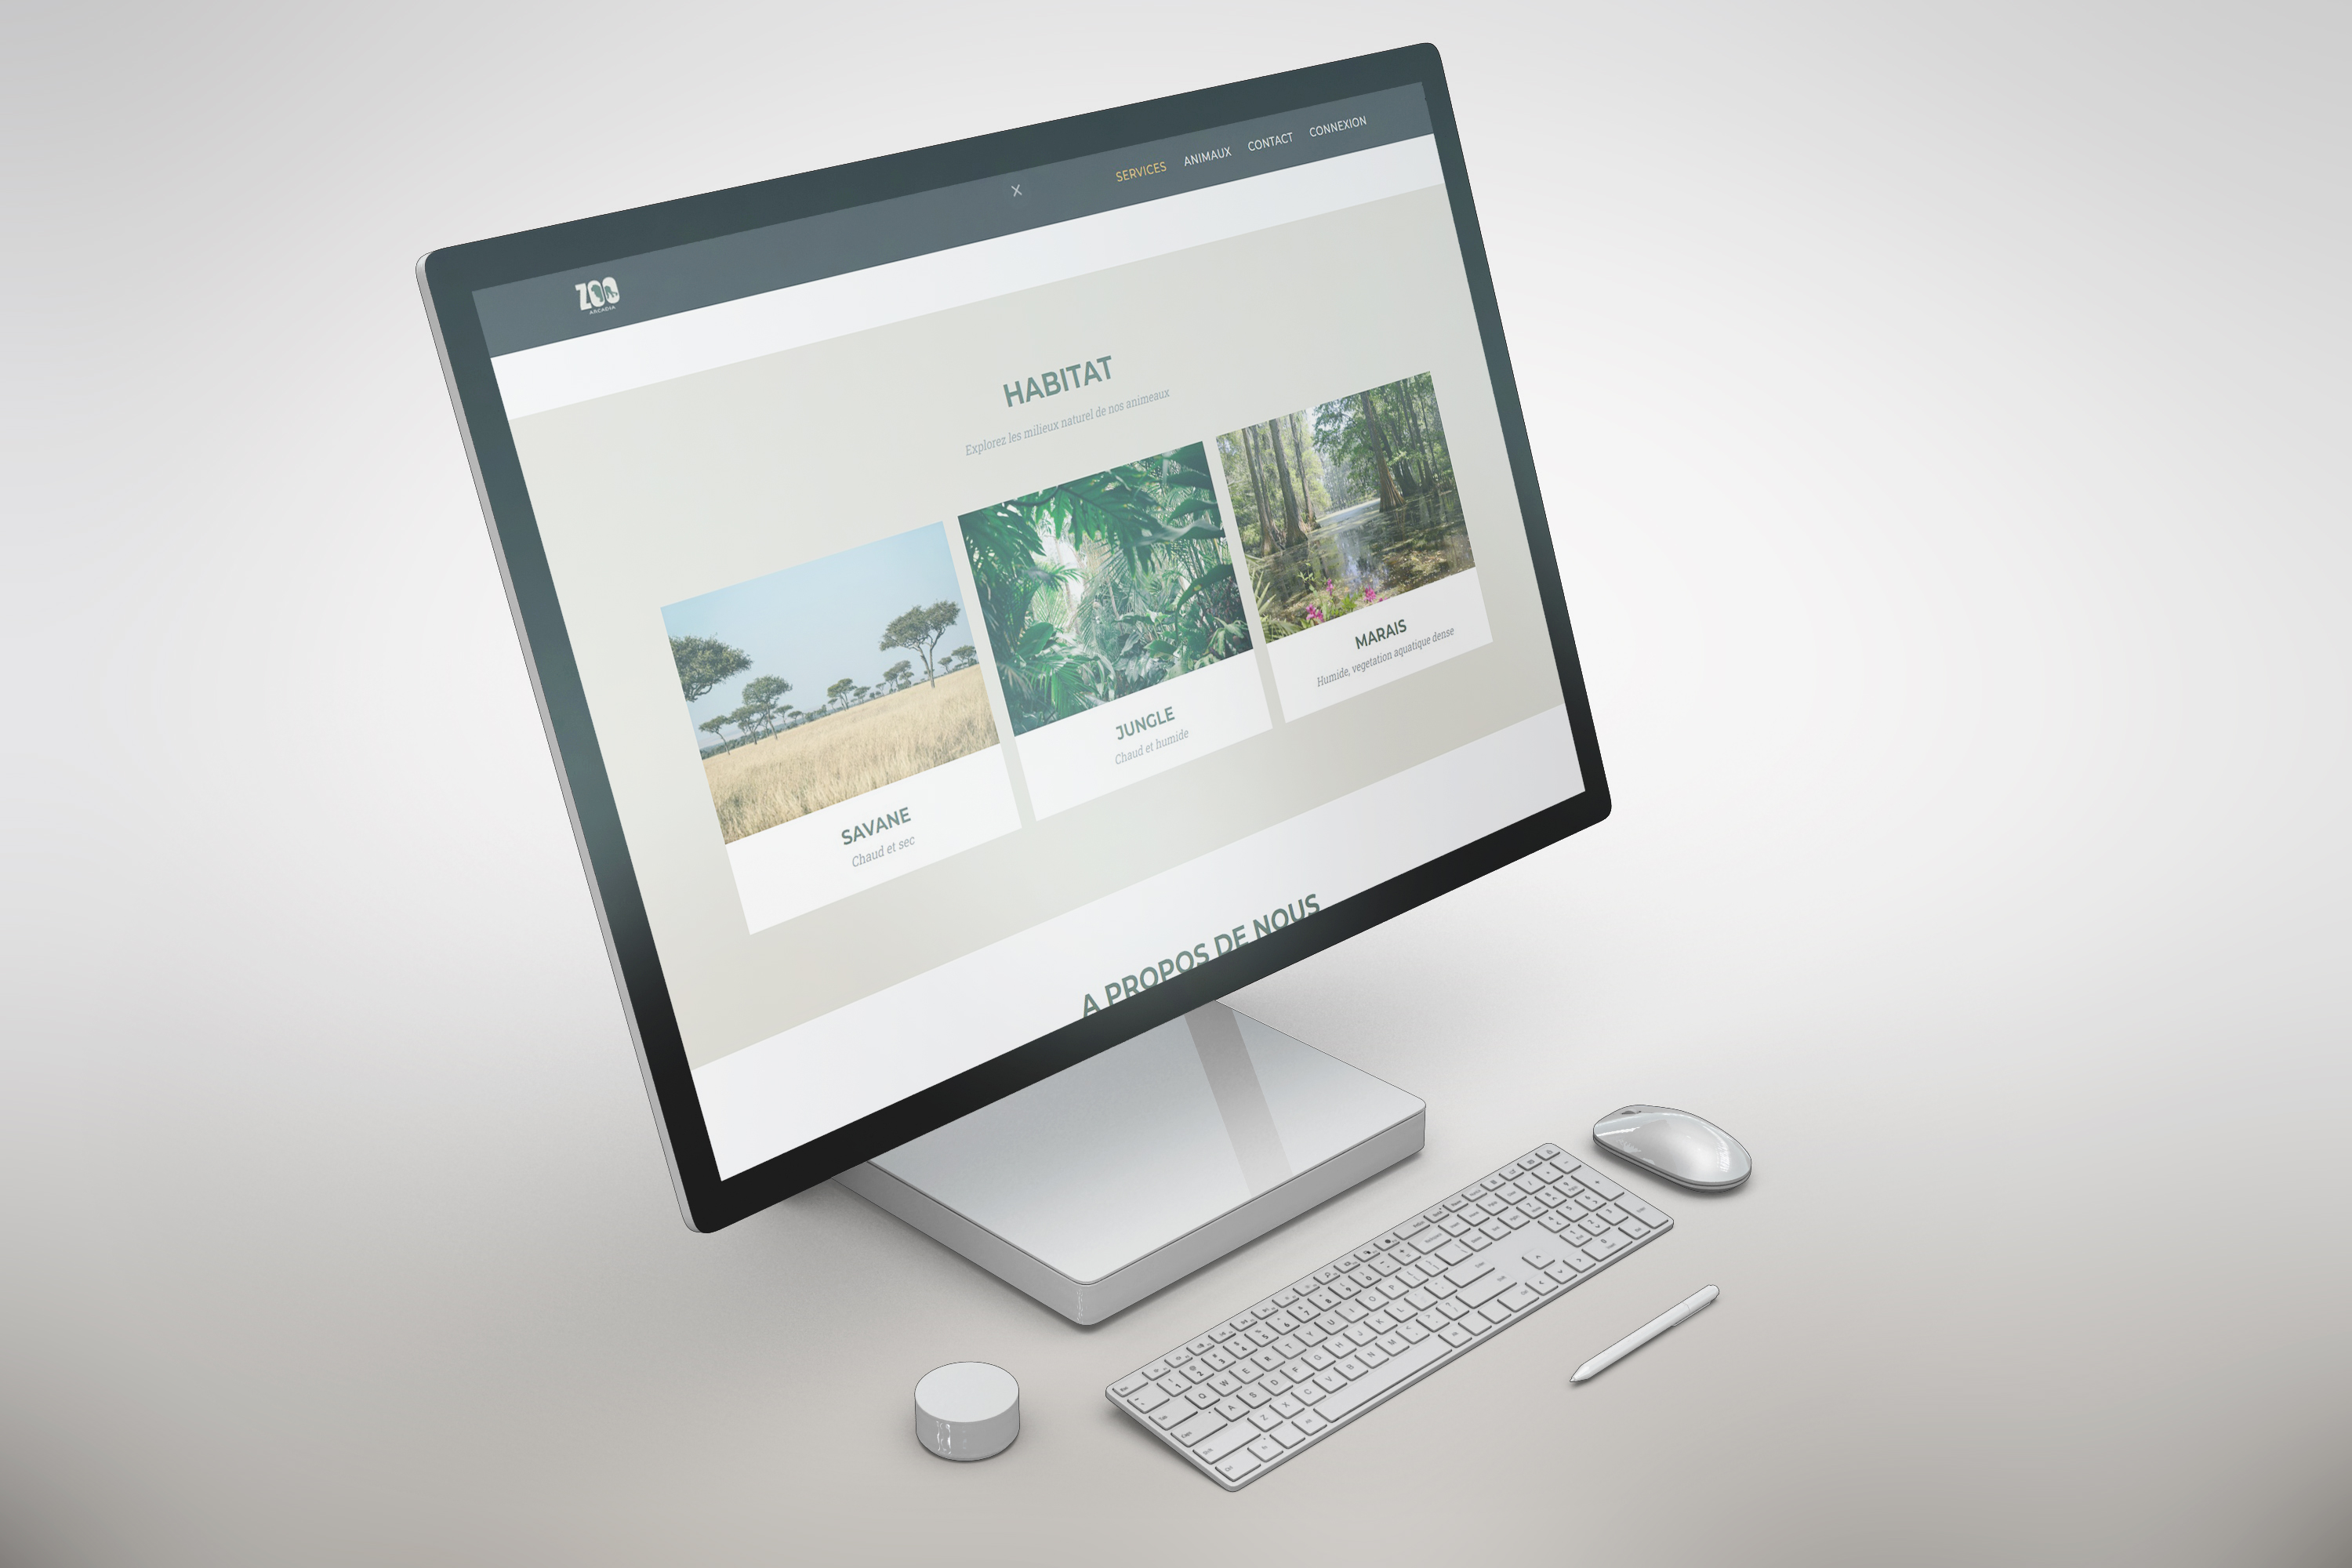 ZOO
ARCADIA
X
SERVICES ANIMAUX CONTACT CONNEXION
HABITAT
Explorez les milieux naturel de nos animeaux
SAVANE
Chaud et sec
JUNGLE
Chaud et humide
MARAIS
Humide, vegetation aquatique dense
A PROPOS DE NOUS